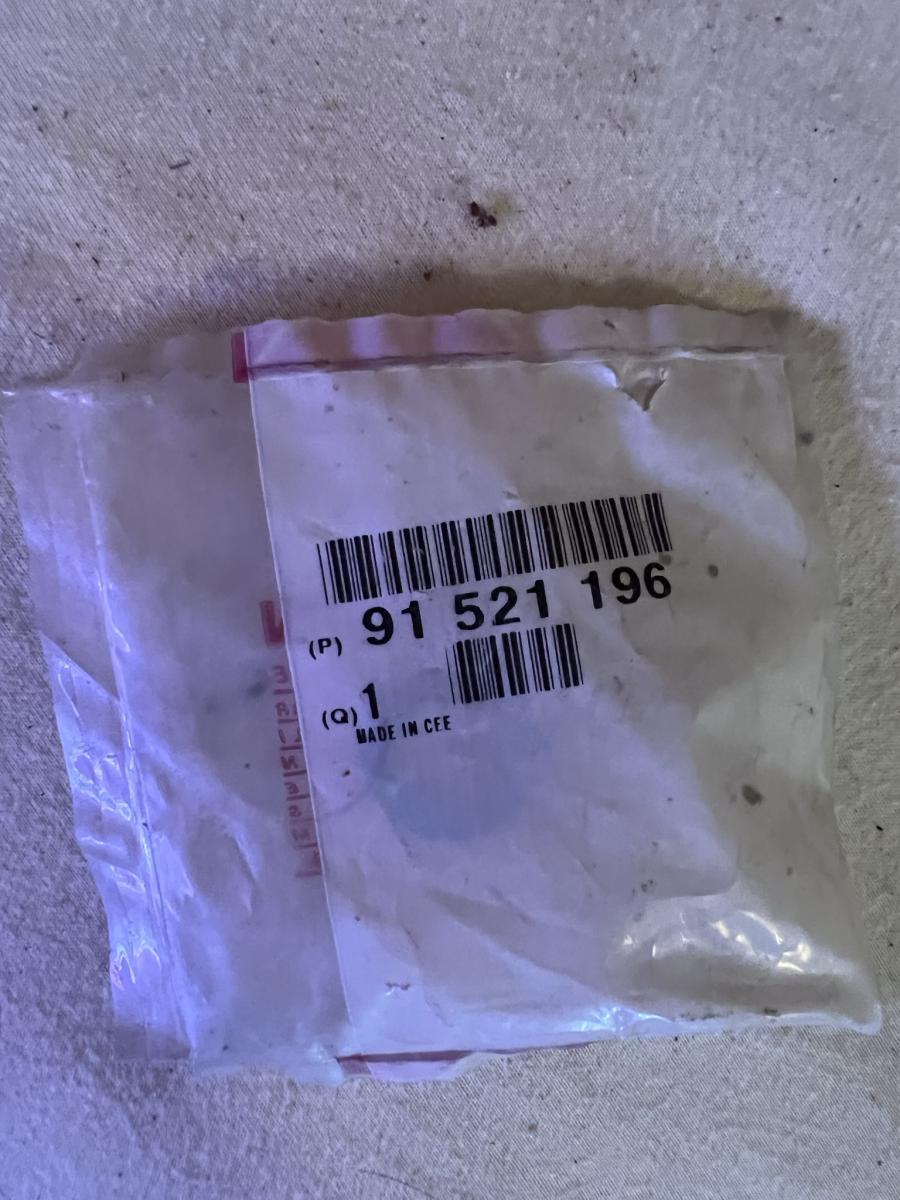 (P) 91 521 196
(Q) 1
MADE IN CEE